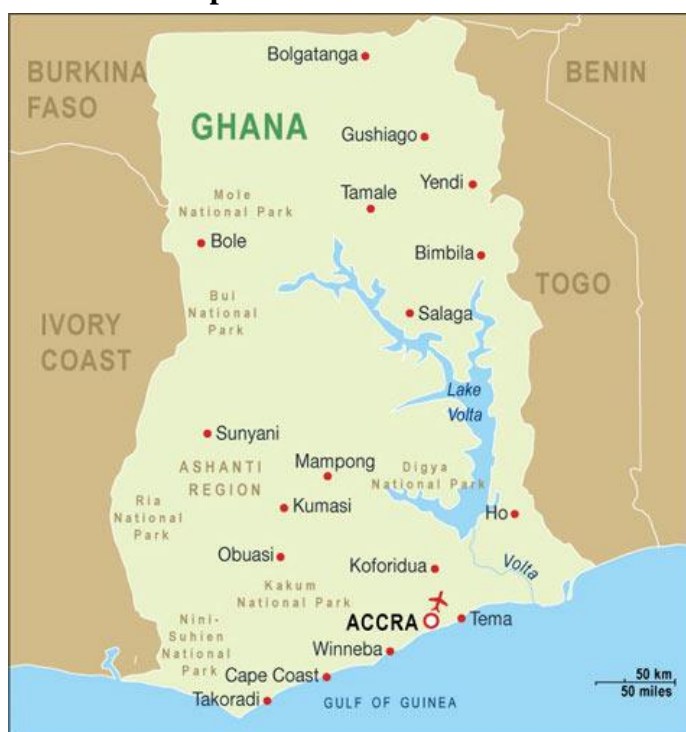 Bolgatanga
BURKINA
FASO
BENIN
GHANA
Gushiago
Yendi
Mole
National Park
Tamale
Bole
Bimbila
TOGO
Bui
National
Park
Salaga
IVORY
COAST
Lake
Volta
Sunyani
Mampong
ASHANTI
REGION
Digya
National Park
Ria
National
Park
Kumasi
Ho
Obuasi
Koforidua
Volta
Kakum
National Park
ACCRA
Tema
Nini-
Suhien
National
Park
Winneba
Cape Coast
50 km
50 miles
Takoradi
GULF OF GUINEA